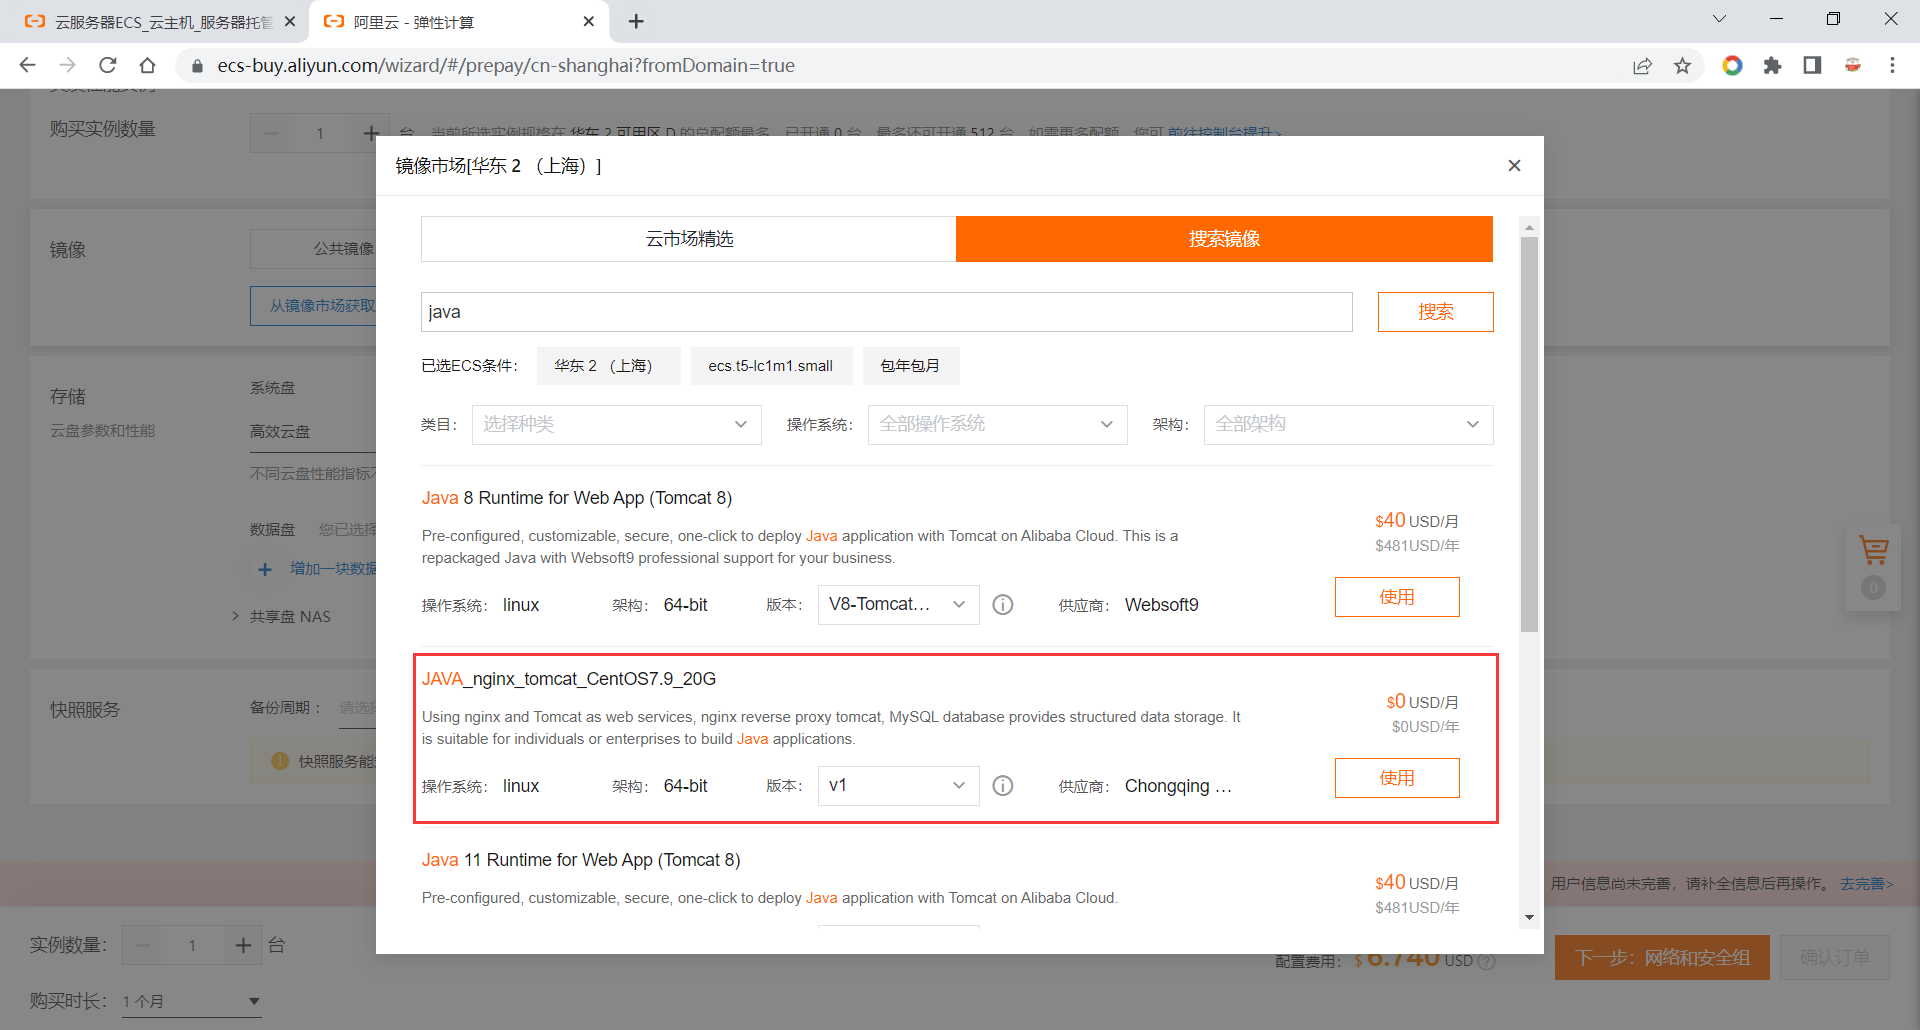 云服务器ECS_云主机_服务器托管
阿里云 - 弹性计算
ecs-buy.aliyun.com/wizard/#/prepay/cn-shanghai?fromDomain=true
购买实例数量
1
台
当前所选实例规格在 华东 2 可用区 D 的总配额最多
已开通 0 台
最多还可开通 512 台
如需更多配额
您可 前往控制台提升>
镜像市场[华东 2 （上海）]
云市场精选
搜索镜像
镜像
公共镜像
从镜像市场获取
java
搜索
已选ECS条件：
华东 2 （上海）
ecs.t5-lc1m1.small
包年包月
存储
系统盘
云盘参数和性能
高效云盘
类目：
选择种类
操作系统：
全部操作系统
架构：
全部架构
不同云盘性能指标
Java 8 Runtime for Web App (Tomcat 8)
$40 USD/月
Pre-configured, customizable, secure, one-click to deploy Java application with Tomcat on Alibaba Cloud. This is a
repackaged Java with Websoft9 professional support for your business.
$481USD/年
数据盘
您已选择
增加一块数据
操作系统：
linux
架构：
64-bit
版本：
V8-Tomcat...
供应商：
Websoft9
使用
0
共享盘 NAS
JAVA_nginx_tomcat_CentOS7.9_20G
$0 USD/月
Using nginx and Tomcat as web services, nginx reverse proxy tomcat, MySQL database provides structured data storage. It
is suitable for individuals or enterprises to build Java applications.
$0USD/年
快照服务
备份周期：
请选
快照服务能
操作系统：
linux
架构：
64-bit
版本：
v1
供应商：
Chongqing ...
使用
Java 11 Runtime for Web App (Tomcat 8)
$40 USD/月
Pre-configured, customizable, secure, one-click to deploy Java application with Tomcat on Alibaba Cloud.
$481USD/年
用户信息尚未完善，请补全信息后再操作。 去完善>
实例数量：
1
台
配置费用：
$ 6.740 USD
下一步：网络和安全组
确认订单
购买时长：
1 个月